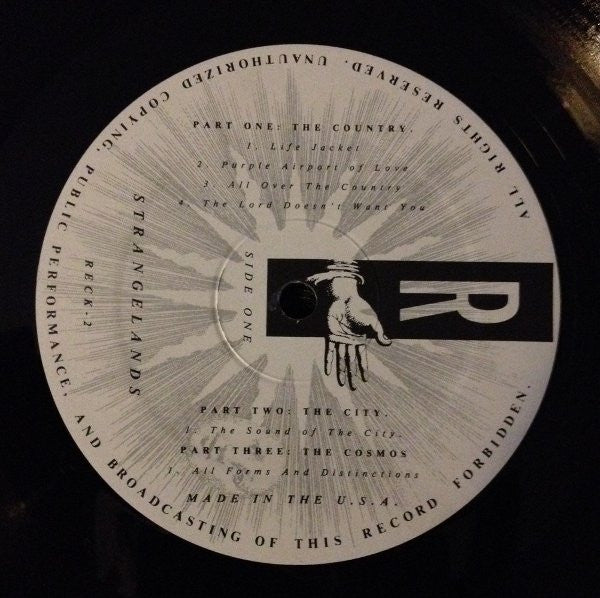 PART ONE: THE COUNTRY.
1. Life Jacket
2. Purple Airport of Love
3. All Over The Country
4. The Lord Doesn't Want You
STRANGELANDS
RECK-2
SIDE ONE
R
PART TWO: THE CITY.
1. The Sound of The City.
PART THREE: THE COSMOS
1. All Forms And Distinctions
MADE IN THE U.S.A.
ALL RIGHTS RESERVED. UNAUTHORIZED COPYING, PUBLIC PERFORMANCE, AND BROADCASTING OF THIS RECORD FORBIDDEN.